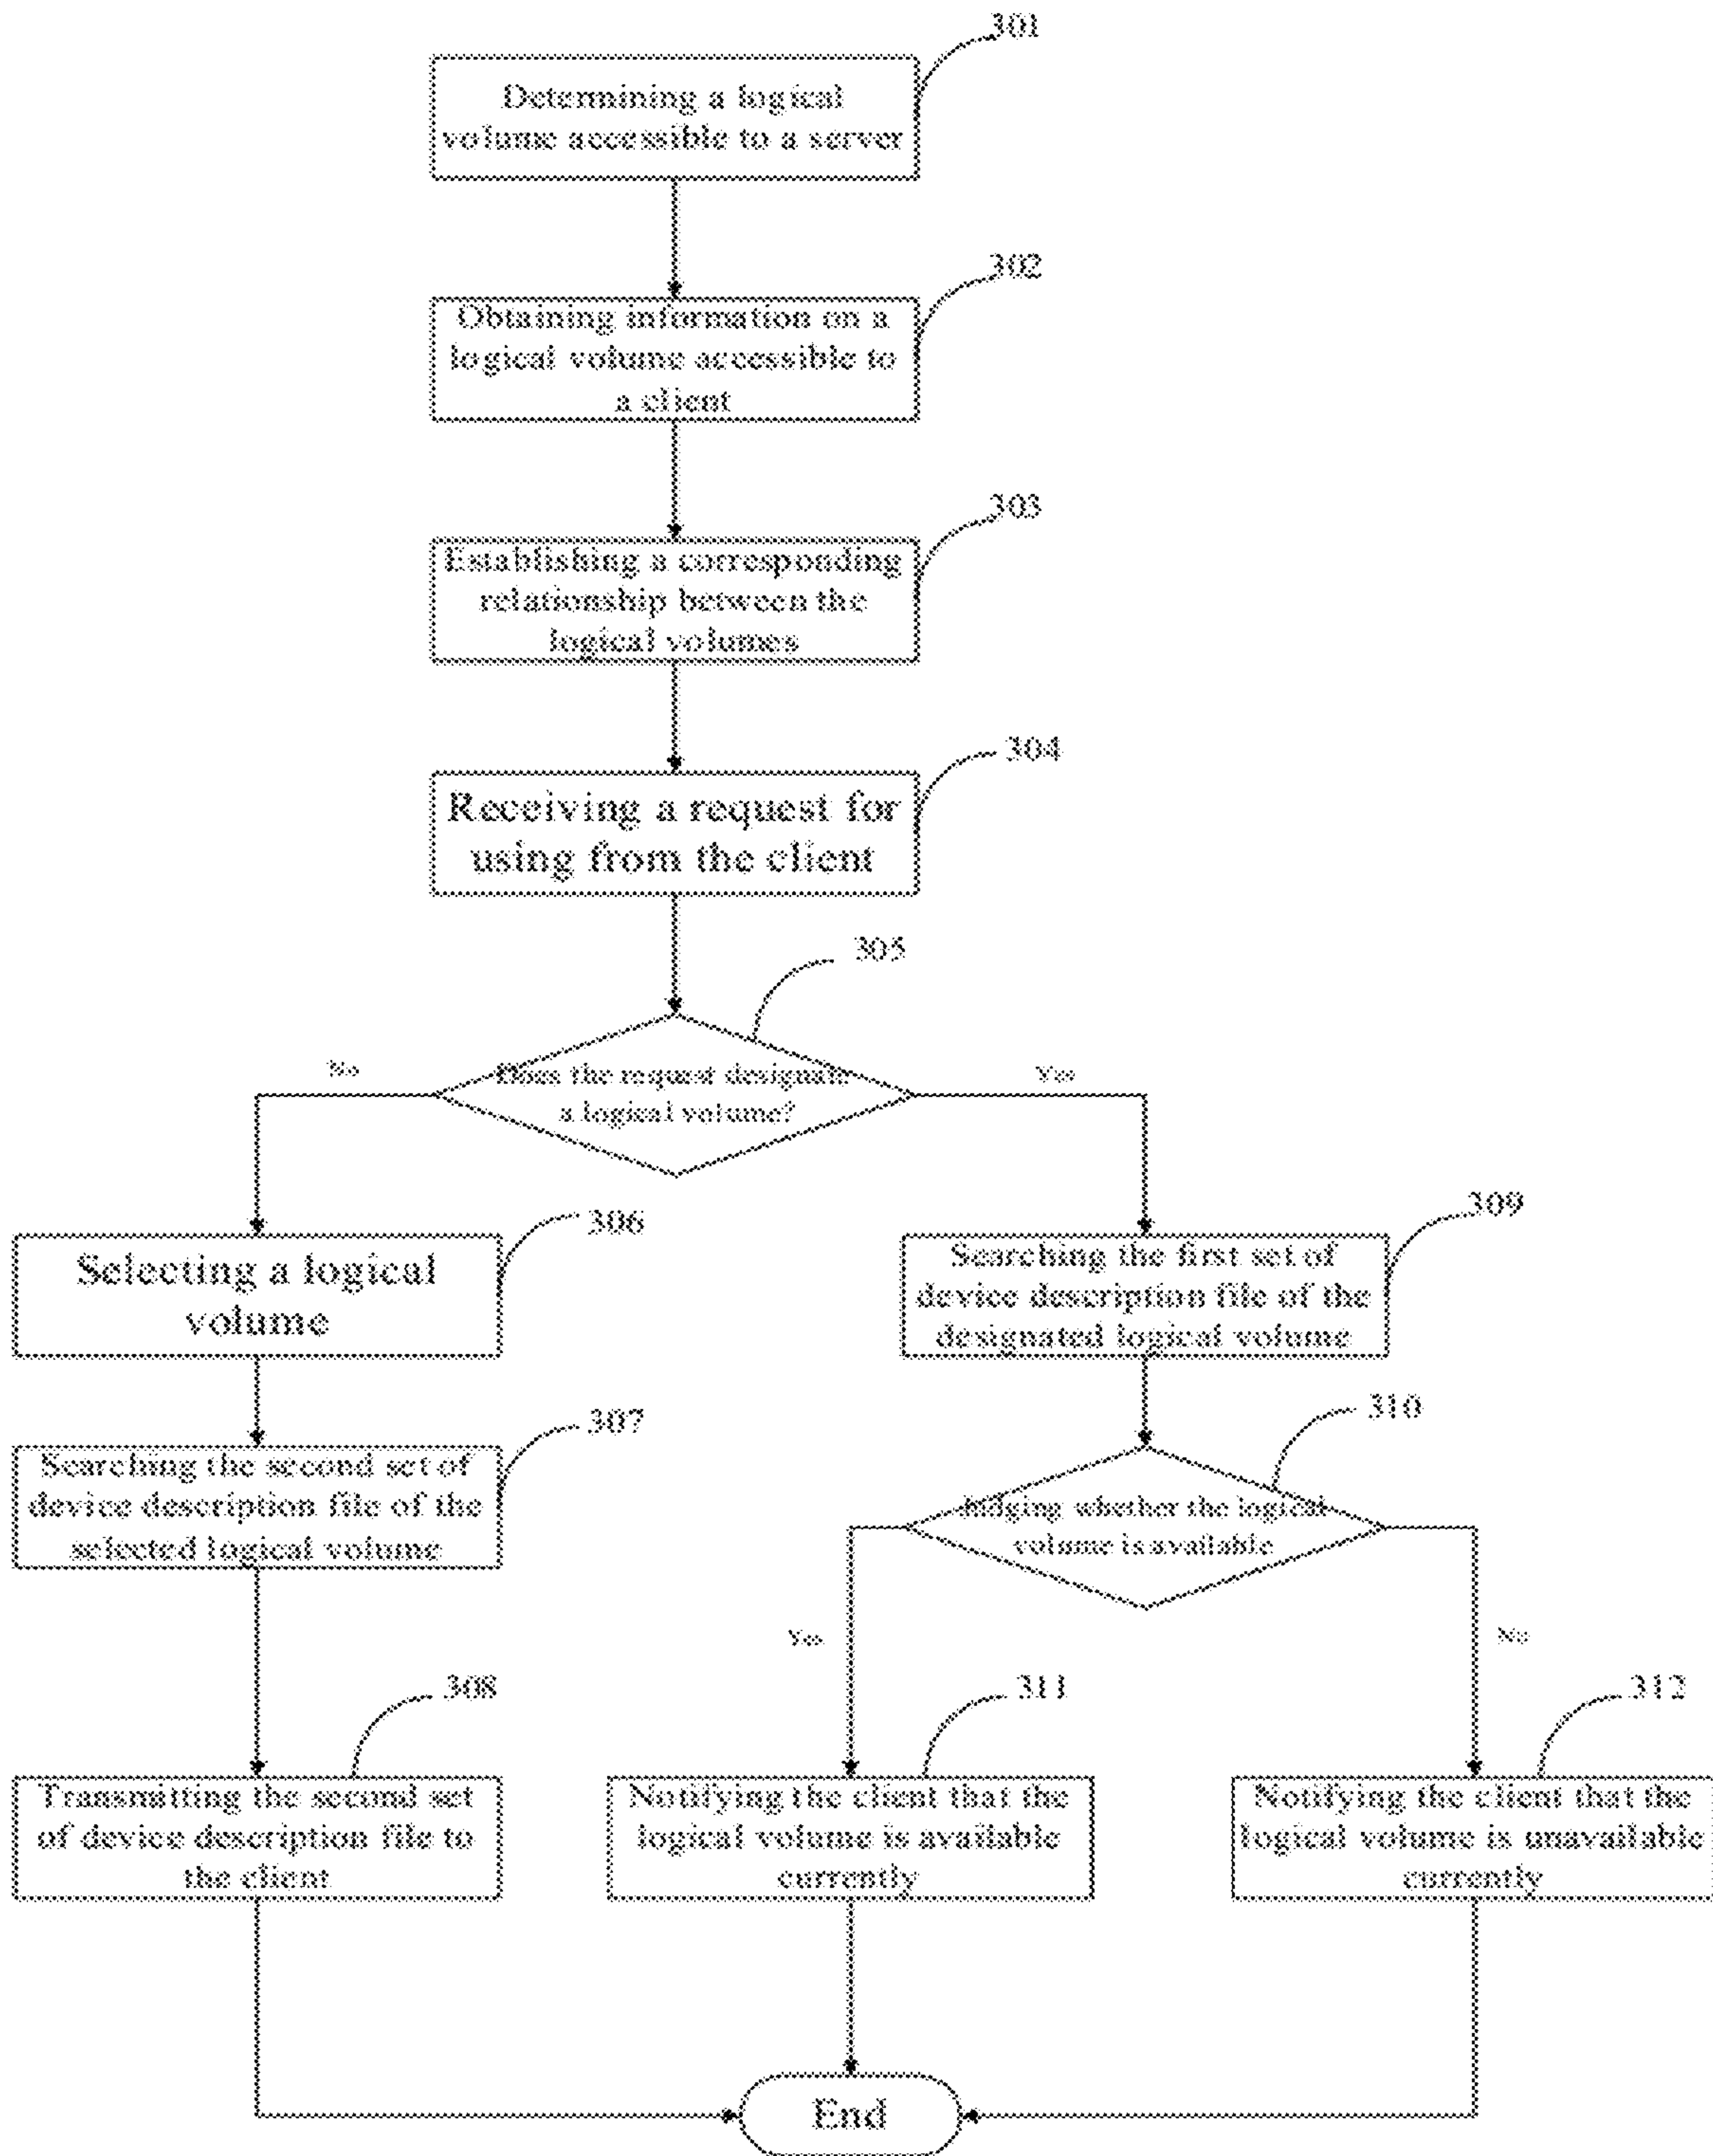 301
Determining a logical
volume accessible to a server
302
Obtaining information on a
logical volume accessible to
a client
303
Establishing a corresponding
relationship between the
logical volumes
304
Receiving a request for
using from the client
305
No
Does the request designate
a logical volume?
Yes
306
Selecting a logical
volume
309
Searching the first set of
device description file of the
designated logical volume
307
Searching the second set of
device description file of the
selected logical volume
310
Judging whether the logical
volume is available
Yes
No
308
Transmitting the second set
of device description file to
the client
311
Notifying the client that the
logical volume is available
currently
312
Notifying the client that the
logical volume is unavailable
currently
End